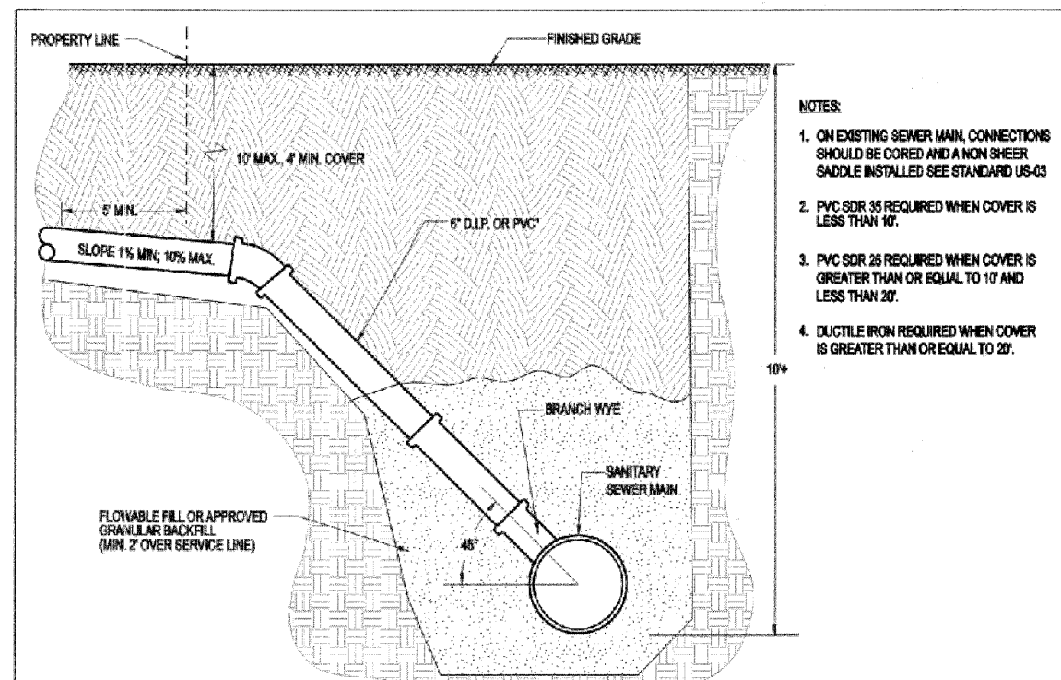 PROPERTY LINE
FINISHED GRADE
10' MAX., 4' MIN. COVER
5' MIN.
SLOPE 1% MIN; 10% MAX.
6" D.I.P. OR PVC*
10'+
BRANCH WYE
SANITARY
SEWER MAIN
FLOWABLE FILL OR APPROVED
GRANULAR BACKFILL
(MIN. 2' OVER SERVICE LINE)
45°
NOTES:
1. ON EXISTING SEWER MAIN, CONNECTIONS
SHOULD BE CORED AND A NON SHEER
SADDLE INSTALLED SEE STANDARD US-03
2. PVC SDR 35 REQUIRED WHEN COVER IS
LESS THAN 10'.
3. PVC SDR 26 REQUIRED WHEN COVER IS
GREATER THAN OR EQUAL TO 10' AND
LESS THAN 20'.
4. DUCTILE IRON REQUIRED WHEN COVER
IS GREATER THAN OR EQUAL TO 20'.